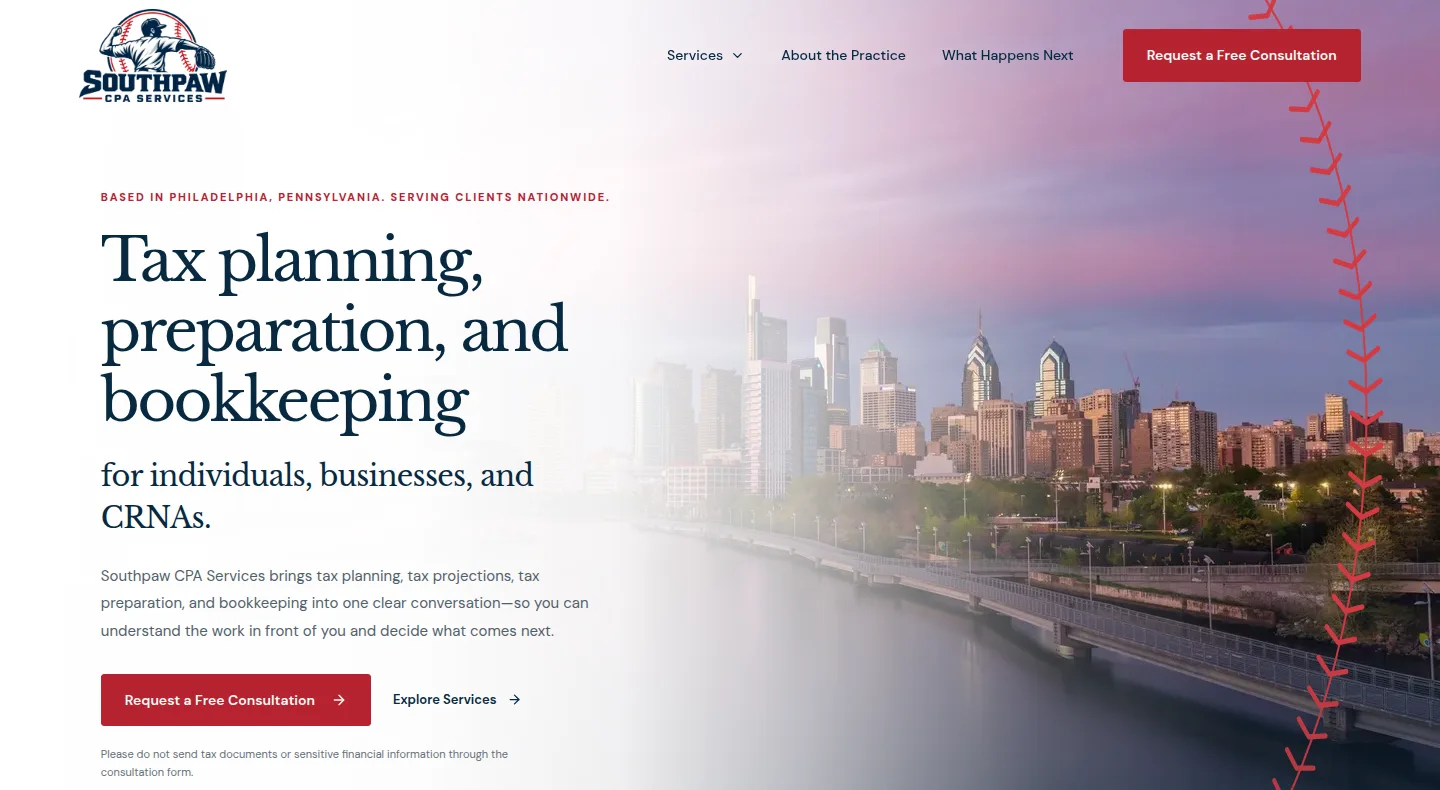 SOUTHPAW
CPA SERVICES
Services
About the Practice
What Happens Next
Request a Free Consultation
BASED IN PHILADELPHIA, PENNSYLVANIA. SERVING CLIENTS NATIONWIDE.
Tax planning,
preparation, and
bookkeeping
for individuals, businesses, and
CRNAs.
Southpaw CPA Services brings tax planning, tax projections, tax
preparation, and bookkeeping into one clear conversation—so you can
understand the work in front of you and decide what comes next.
Request a Free Consultation →
Explore Services →
Please do not send tax documents or sensitive financial information through the
consultation form.